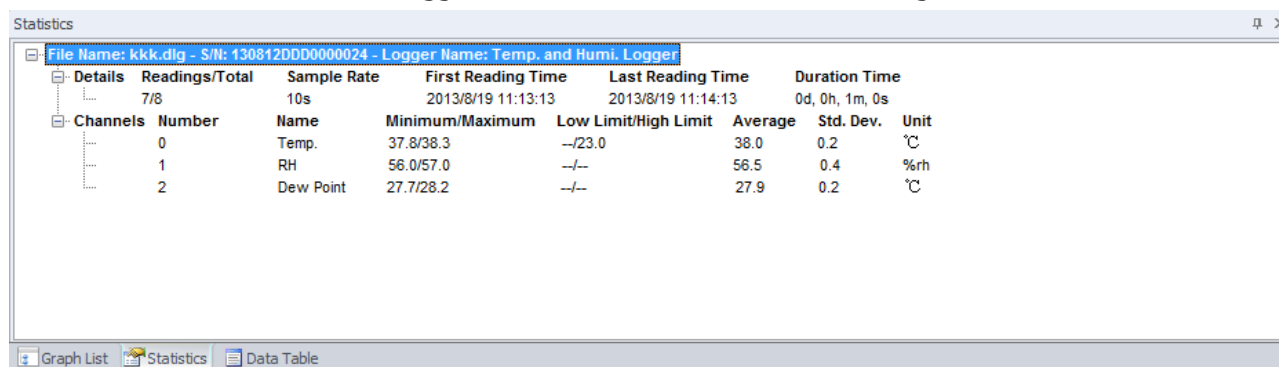 Statistics
File Name: kkk.dlg - S/N: 130812DDD0000024 - Logger Name: Temp. and Humi. Logger
Details Readings/Total Sample Rate First Reading Time Last Reading Time Duration Time
7/8 10s 2013/8/19 11:13:13 2013/8/19 11:14:13 0d, 0h, 1m, 0s
Channels Number Name Minimum/Maximum Low Limit/High Limit Average Std. Dev. Unit
0 Temp. 37.8/38.3 --/23.0 38.0 0.2 ℃
1 RH 56.0/57.0 --/-- 56.5 0.4 %rh
2 Dew Point 27.7/28.2 --/-- 27.9 0.2 ℃
Graph List Statistics Data Table